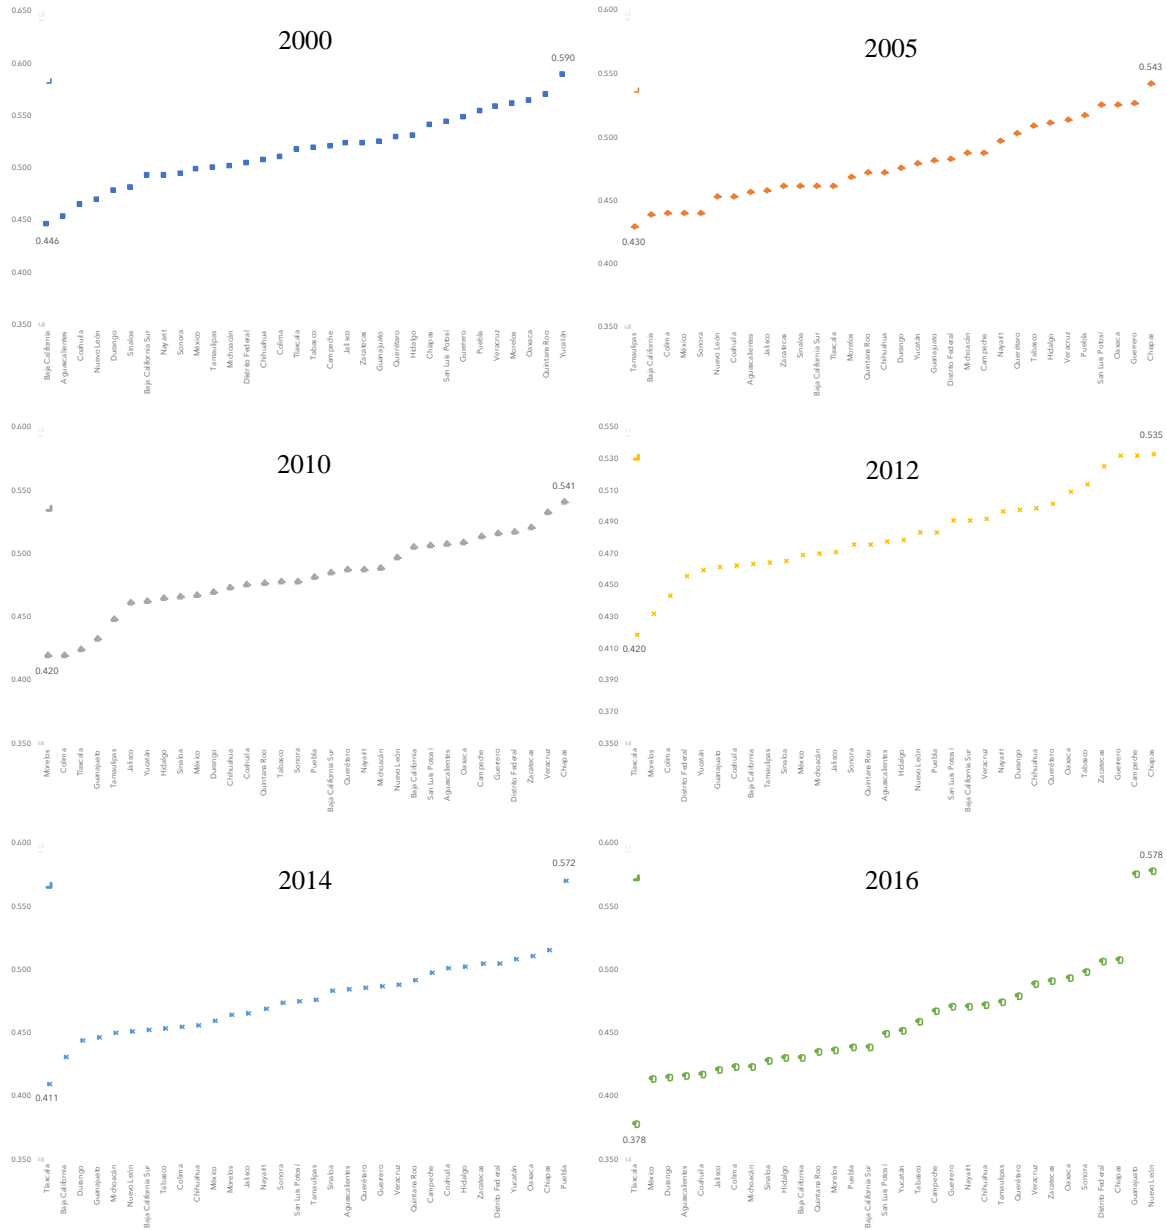 2000
0.650
0.600
0.550
0.500
0.450
0.400
0.350
0.446
0.590
Baja California
Aguascalientes
Coahuila
Nuevo León
Durango
Sinaloa
Baja California Sur
Nayarit
Sonora
México
Tamaulipas
Michoacán
Distrito Federal
Chihuahua
Colima
Tlaxcala
Tabasco
Campeche
Jalisco
Zacatecas
Guanajuato
Querétaro
Hidalgo
Chiapas
San Luis Potosí
Guerrero
Puebla
Veracruz
Morelos
Oaxaca
Quintana Roo
Yucatán
2005
0.600
0.550
0.500
0.450
0.400
0.350
0.430
0.543
Tamaulipas
Baja California
Colima
México
Sonora
Nuevo León
Coahuila
Aguascalientes
Jalisco
Zacatecas
Sinaloa
Baja California Sur
Tlaxcala
Morelos
Quintana Roo
Chihuahua
Durango
Yucatán
Guanajuato
Distrito Federal
Michoacán
Campeche
Nayarit
Querétaro
Tabasco
Hidalgo
Veracruz
Puebla
San Luis Potosí
Oaxaca
Guerrero
Chiapas
2010
0.600
0.550
0.500
0.450
0.400
0.350
0.420
0.541
Morelos
Colima
Tlaxcala
Guanajuato
Tamaulipas
Jalisco
Yucatán
Hidalgo
Sinaloa
México
Durango
Chihuahua
Coahuila
Quintana Roo
Tabasco
Sonora
Puebla
Baja California Sur
Querétaro
Nayarit
Michoacán
Nuevo León
Baja California
San Luis Potosí
Aguascalientes
Oaxaca
Campeche
Guerrero
Distrito Federal
Zacatecas
Veracruz
Chiapas
2012
0.550
0.530
0.510
0.490
0.470
0.450
0.430
0.410
0.390
0.370
0.350
0.420
0.535
Tlaxcala
Morelos
Colima
Distrito Federal
Yucatán
Guanajuato
Coahuila
Baja California
Tamaulipas
Sinaloa
México
Michoacán
Jalisco
Sonora
Quintana Roo
Aguascalientes
Hidalgo
Nuevo León
Puebla
San Luis Potosí
Baja California Sur
Veracruz
Nayarit
Durango
Chihuahua
Querétaro
Oaxaca
Tabasco
Zacatecas
Guerrero
Campeche
Chiapas
2014
0.600
0.550
0.500
0.450
0.400
0.350
0.411
0.572
Tlaxcala
Baja California
Durango
Guanajuato
Michoacán
Nuevo León
Baja California Sur
Tabasco
Colima
Chihuahua
México
Morelos
Jalisco
Nayarit
Sonora
San Luis Potosí
Tamaulipas
Sinaloa
Aguascalientes
Querétaro
Guerrero
Veracruz
Quintana Roo
Campeche
Coahuila
Hidalgo
Zacatecas
Distrito Federal
Yucatán
Oaxaca
Chiapas
Puebla
2016
0.600
0.550
0.500
0.450
0.400
0.350
0.378
0.578
Tlaxcala
México
Durango
Aguascalientes
Coahuila
Jalisco
Colima
Michoacán
Sinaloa
Hidalgo
Baja California
Quintana Roo
Morelos
Puebla
Baja California Sur
San Luis Potosí
Yucatán
Tabasco
Campeche
Guerrero
Nayarit
Chihuahua
Tamaulipas
Querétaro
Veracruz
Zacatecas
Oaxaca
Sonora
Distrito Federal
Chiapas
Guanajuato
Nuevo León